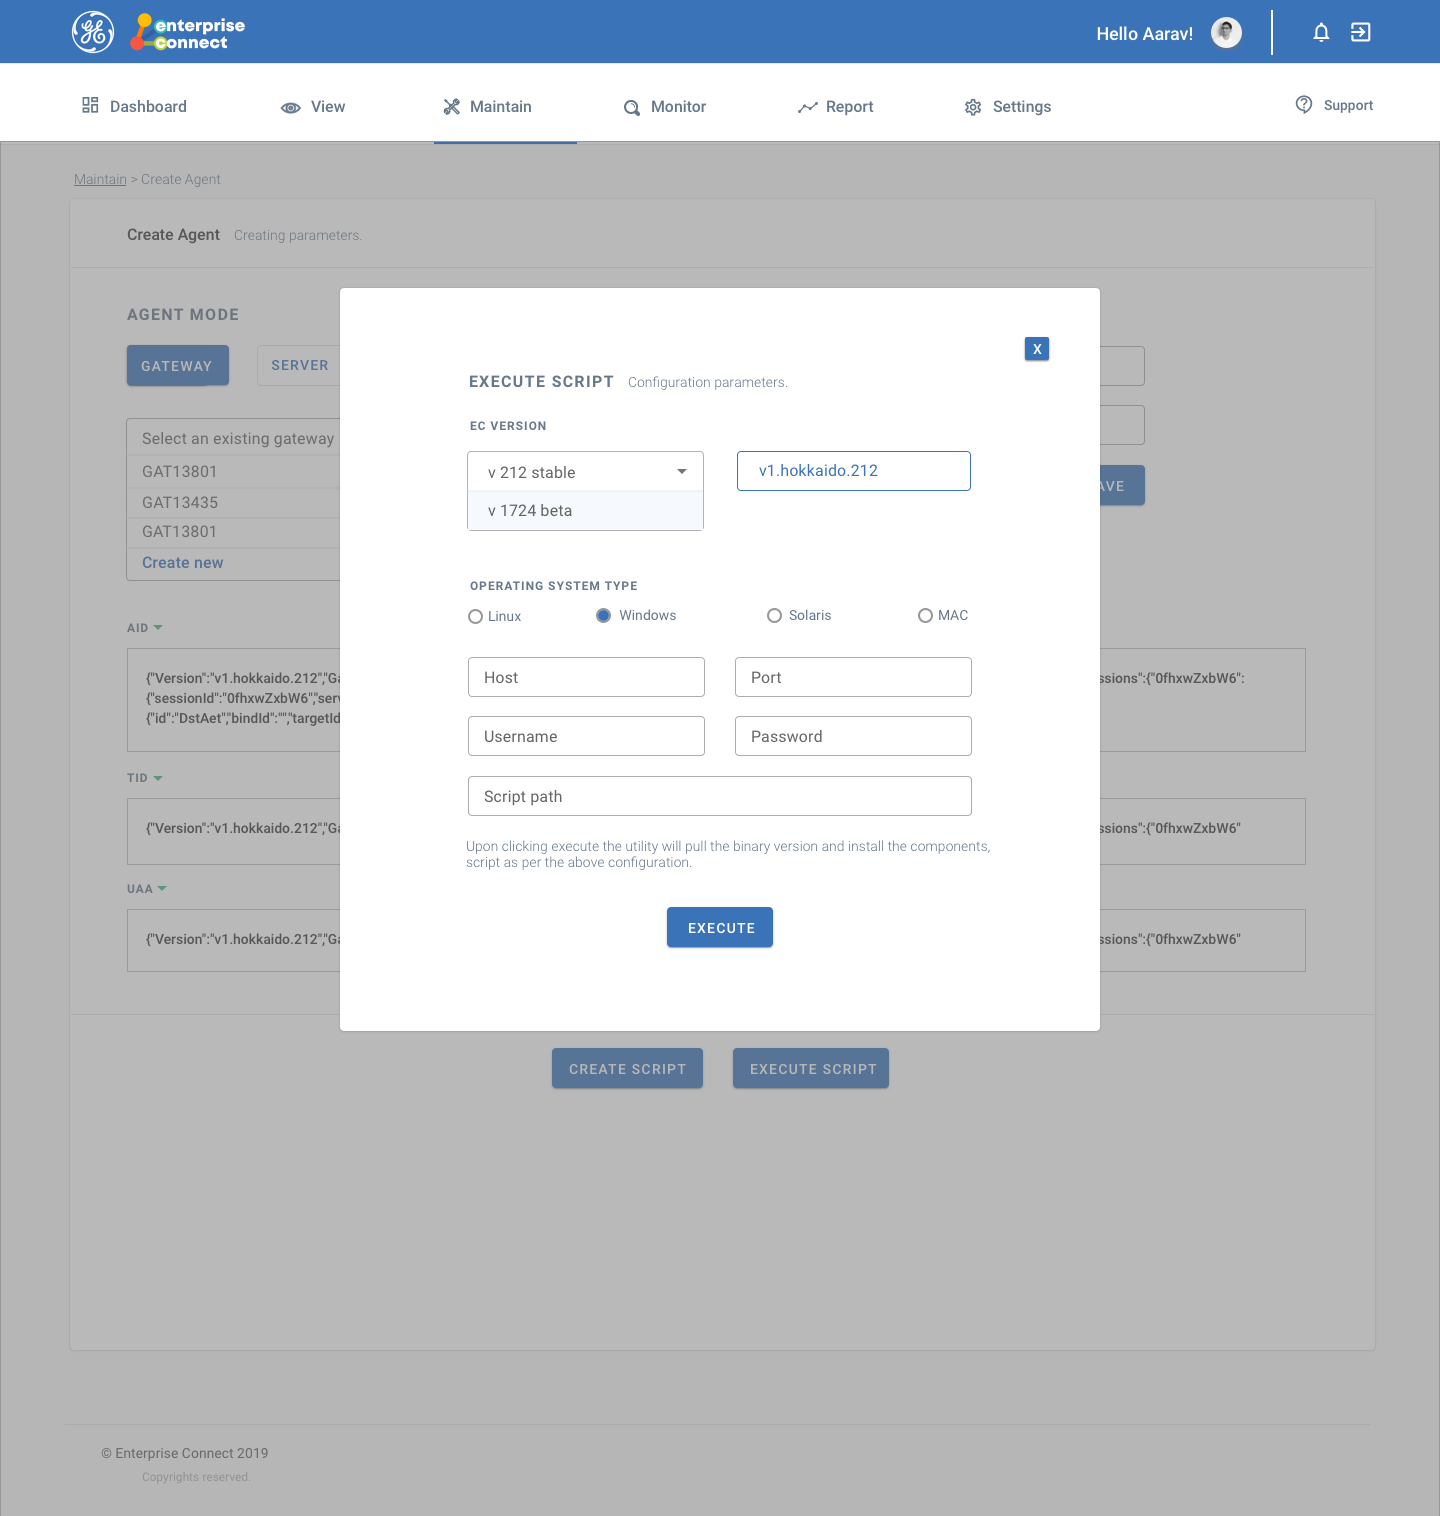 GE
enterprise
connect
Hello Aarav!
Dashboard
View
Maintain
Monitor
Report
Settings
Support
Maintain > Create Agent
Create Agent Creating parameters.
AGENT MODE
GATEWAY
SERVER
Select an existing gateway
GAT13801
GAT13435
GAT13801
Create new
AVE
X
EXECUTE SCRIPT Configuration parameters.
EC VERSION
v 212 stable
v 1724 beta
v1.hokkaido.212
OPERATING SYSTEM TYPE
Linux
Windows
Solaris
MAC
Host
Port
Username
Password
Script path
Upon clicking execute the utility will pull the binary version and install the components,
script as per the above configuration.
EXECUTE
AID
{"Version":"v1.hokkaido.212","Ga
ssions":{"0fhxwZxbW6":
{"sessionId":"0fhxwZxbW6","serv
{"id":"DstAet","bindId":"","targetId
TID
{"Version":"v1.hokkaido.212","Ga
ssions":{"0fhxwZxbW6"
UAA
{"Version":"v1.hokkaido.212","Ga
ssions":{"0fhxwZxbW6"
CREATE SCRIPT
EXECUTE SCRIPT
© Enterprise Connect 2019
Copyrights reserved.